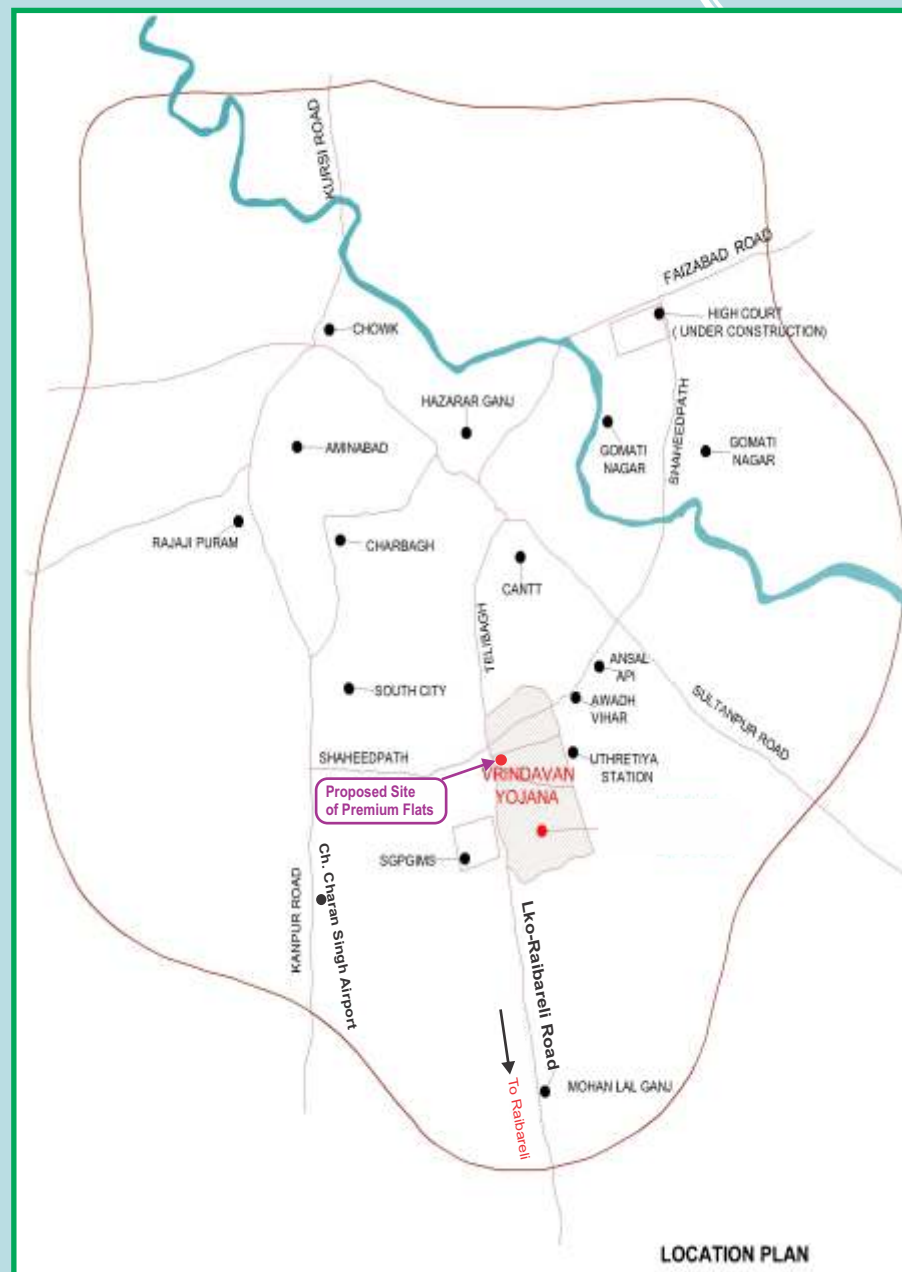 KURSI ROAD
FAIZABAD ROAD
HIGH COURT
( UNDER CONSTRUCTION)
CHOWK
SHAHEEDPATH
HAZARAR GANJ
GOMATI
NAGAR
GOMATI
NAGAR
AMINABAD
RAJAJI PURAM
CHARBAGH
CANTT
TELIBAGH
ANSAL
API
SOUTH CITY
AWADH
VIHAR
SULTANPUR ROAD
SHAHEEDPATH
UTHRETIYA
STATION
VRINDAVAN
YOJANA
Proposed Site
of Premium Flats
SGPGIMS
KANPUR ROAD
Ch. Charan Singh Airport
Lko-Raibareli Road
To Raibareli
MOHAN LAL GANJ
LOCATION PLAN